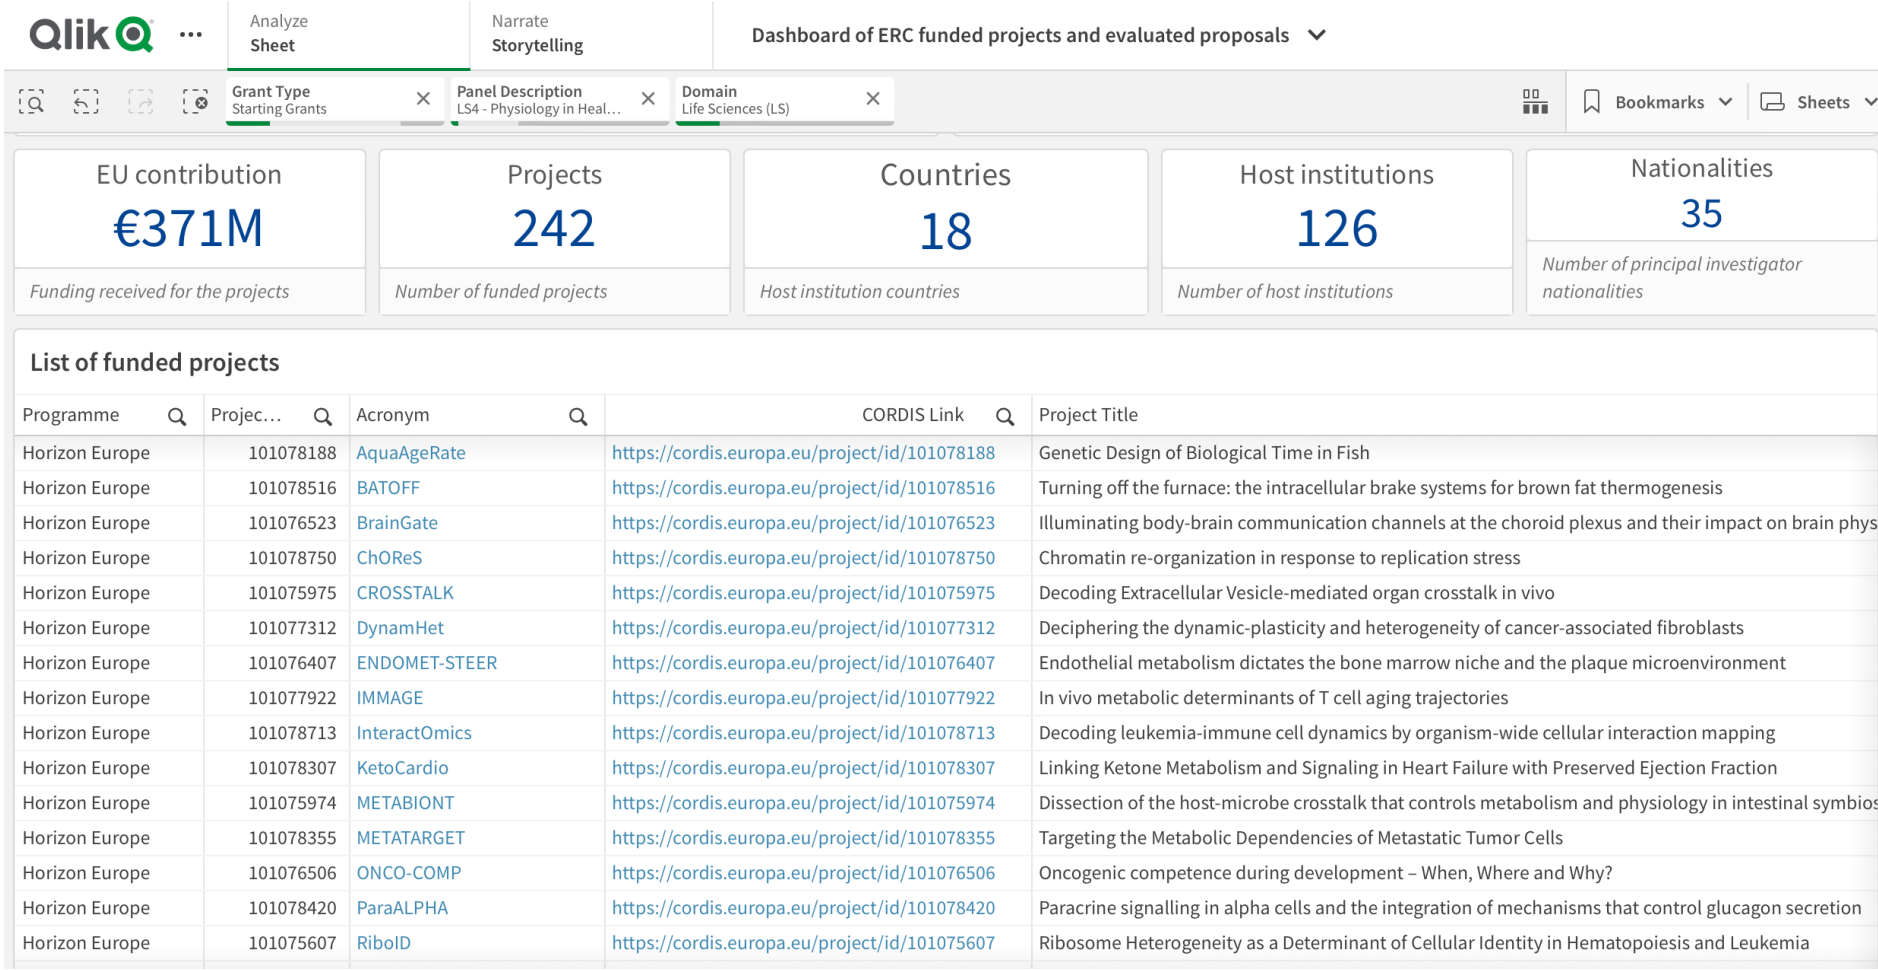 Qlik
Analyze
Sheet
Narrate
Storytelling
Dashboard of ERC funded projects and evaluated proposals
Grant Type
Starting Grants
Panel Description
LS4 - Physiology in Heal...
Domain
Life Sciences (LS)
Bookmarks
Sheets
EU contribution
€371M
Funding received for the projects
Projects
242
Number of funded projects
Countries
18
Host institution countries
Host institutions
126
Number of host institutions
Nationalities
35
Number of principal investigator
nationalities
List of funded projects
Programme Projec... Acronym CORDIS Link Project Title
Horizon Europe 101078188 AquaAgeRate https://cordis.europa.eu/project/id/101078188 Genetic Design of Biological Time in Fish
Horizon Europe 101078516 BATOFF https://cordis.europa.eu/project/id/101078516 Turning off the furnace: the intracellular brake systems for brown fat thermogenesis
Horizon Europe 101076523 BrainGate https://cordis.europa.eu/project/id/101076523 Illuminating body-brain communication channels at the choroid plexus and their impact on brain phys
Horizon Europe 101078750 ChOReS https://cordis.europa.eu/project/id/101078750 Chromatin re-organization in response to replication stress
Horizon Europe 101075975 CROSSTALK https://cordis.europa.eu/project/id/101075975 Decoding Extracellular Vesicle-mediated organ crosstalk in vivo
Horizon Europe 101077312 DynamHet https://cordis.europa.eu/project/id/101077312 Deciphering the dynamic-plasticity and heterogeneity of cancer-associated fibroblasts
Horizon Europe 101076407 ENDOMET-STEER https://cordis.europa.eu/project/id/101076407 Endothelial metabolism dictates the bone marrow niche and the plaque microenvironment
Horizon Europe 101077922 IMMAGE https://cordis.europa.eu/project/id/101077922 In vivo metabolic determinants of T cell aging trajectories
Horizon Europe 101078713 InteractOmics https://cordis.europa.eu/project/id/101078713 Decoding leukemia-immune cell dynamics by organism-wide cellular interaction mapping
Horizon Europe 101078307 KetoCardio https://cordis.europa.eu/project/id/101078307 Linking Ketone Metabolism and Signaling in Heart Failure with Preserved Ejection Fraction
Horizon Europe 101075974 METABIONT https://cordis.europa.eu/project/id/101075974 Dissection of the host-microbe crosstalk that controls metabolism and physiology in intestinal symbios
Horizon Europe 101078355 METATARGET https://cordis.europa.eu/project/id/101078355 Targeting the Metabolic Dependencies of Metastatic Tumor Cells
Horizon Europe 101076506 ONCO-COMP https://cordis.europa.eu/project/id/101076506 Oncogenic competence during development – When, Where and Why?
Horizon Europe 101078420 ParaALPHA https://cordis.europa.eu/project/id/101078420 Paracrine signalling in alpha cells and the integration of mechanisms that control glucagon secretion
Horizon Europe 101075607 RiboID https://cordis.europa.eu/project/id/101075607 Ribosome Heterogeneity as a Determinant of Cellular Identity in Hematopoiesis and Leukemia